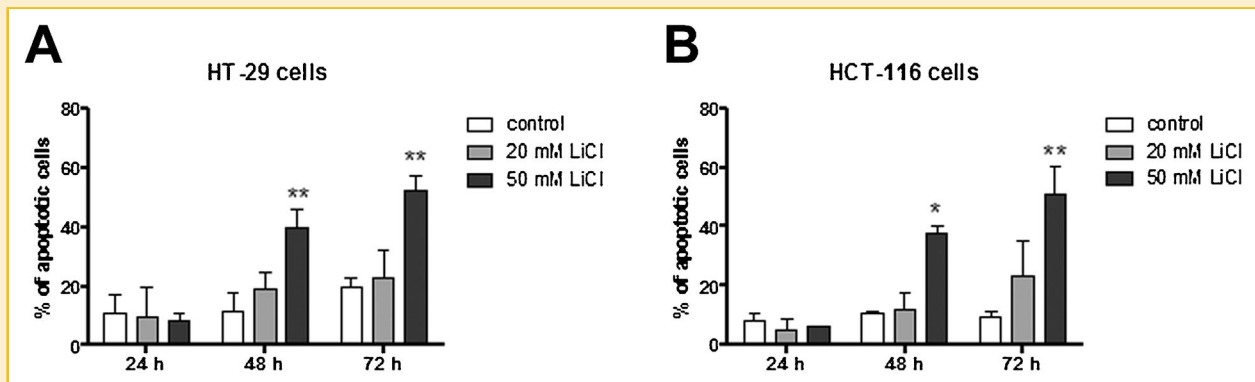 A
HT-29 cells
% of apoptotic cells
80
60
40
20
0
**
**
24 h
48 h
72 h
control
20 mM LiCl
50 mM LiCl
B
HCT-116 cells
% of apoptotic cells
80
60
40
20
0
*
**
24 h
48 h
72 h
control
20 mM LiCl
50 mM LiCl